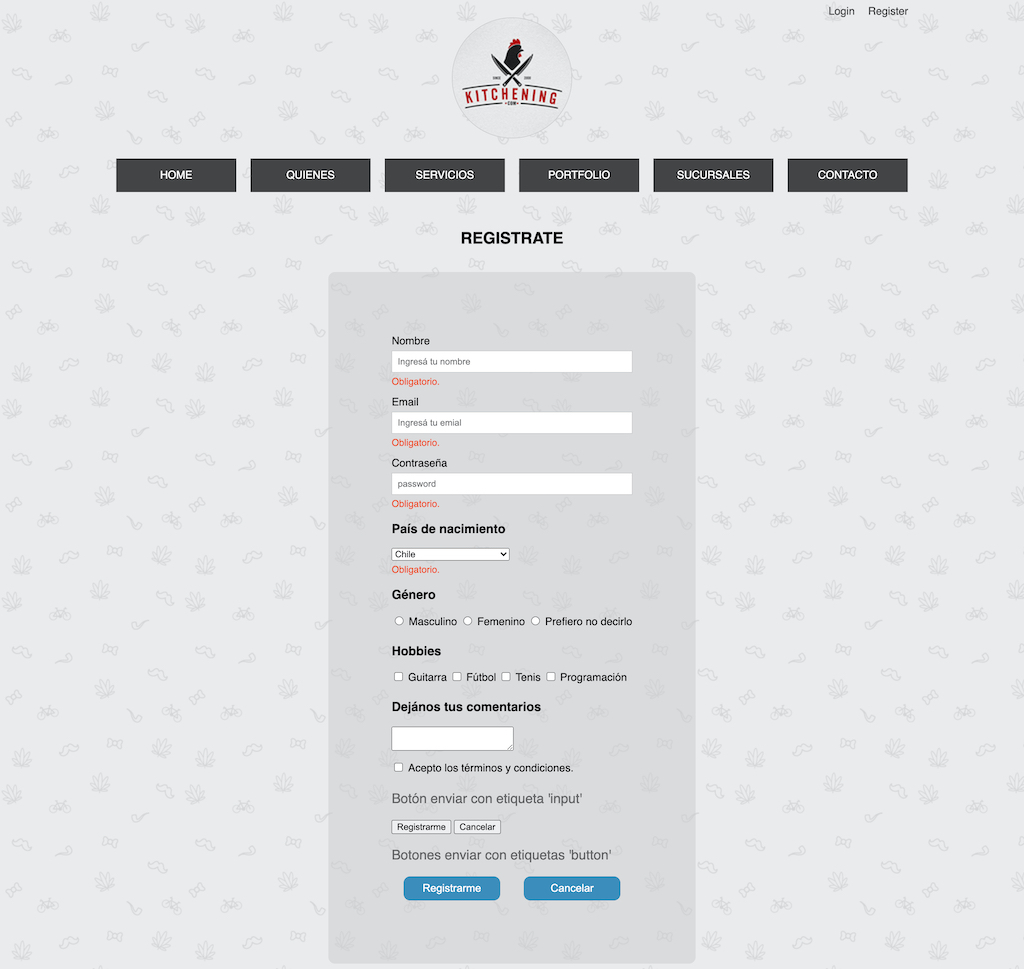 Login Register
SINCE 2009
KITCHENING
.COM
HOME QUIENES SERVICIOS PORTFOLIO SUCURSALES CONTACTO
REGISTRATE
Nombre
Ingresá tu nombre
Obligatorio.
Email
Ingresá tu emial
Obligatorio.
Contraseña
password
Obligatorio.
País de nacimiento
Chile
Obligatorio.
Género
Masculino Femenino Prefiero no decirlo
Hobbies
Guitarra Fútbol Tenis Programación
Dejános tus comentarios
Acepto los términos y condiciones.
Botón enviar con etiqueta 'input'
Registrarme Cancelar
Botones enviar con etiquetas 'button'
Registrarme Cancelar